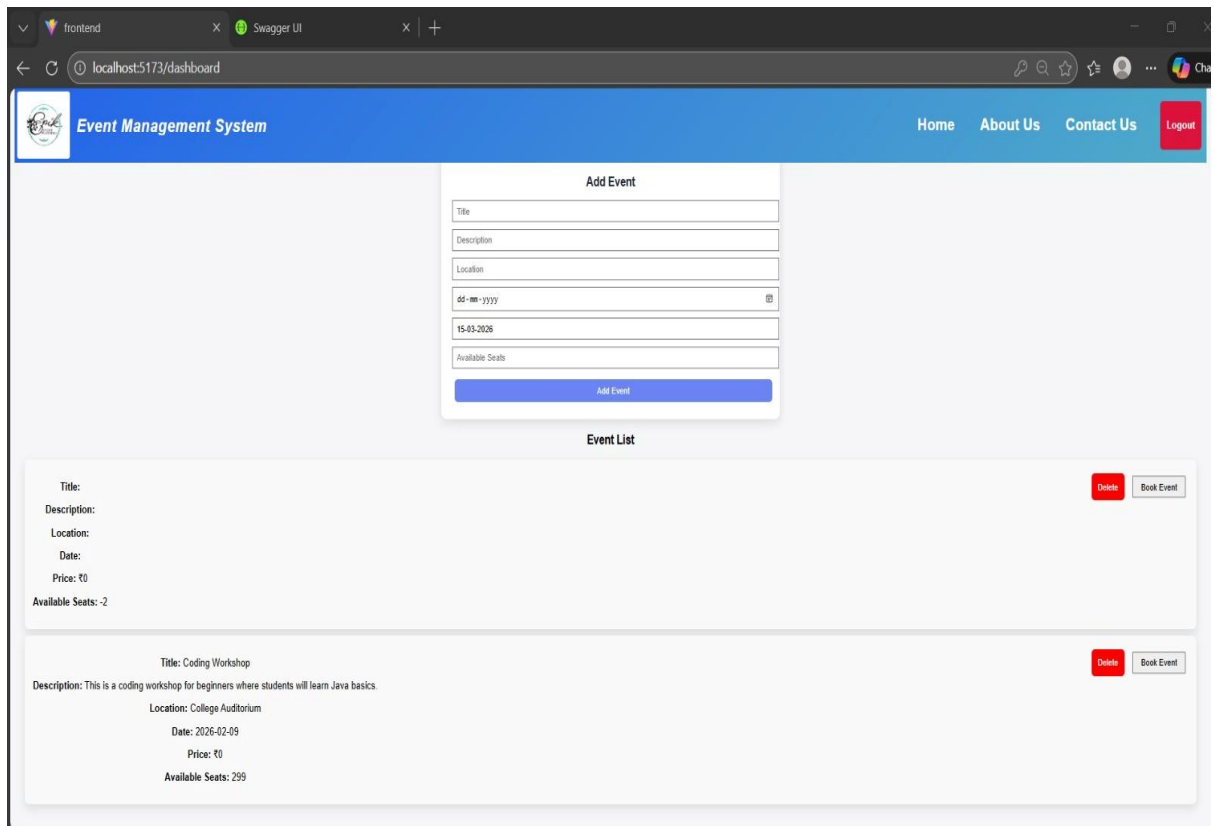 frontend
Swagger UI
localhost:5173/dashboard
Event Management System
Home About Us Contact Us Logout
Add Event
Title
Description
Location
dd-mm-yyyy
15-03-2026
Available Seats
Add Event
Event List
Title:
Delete Book Event
Description:
Location:
Date:
Price: ₹0
Available Seats: -2
Title: Coding Workshop
Delete Book Event
Description: This is a coding workshop for beginners where students will learn Java basics.
Location: College Auditorium
Date: 2026-02-09
Price: ₹0
Available Seats: 299